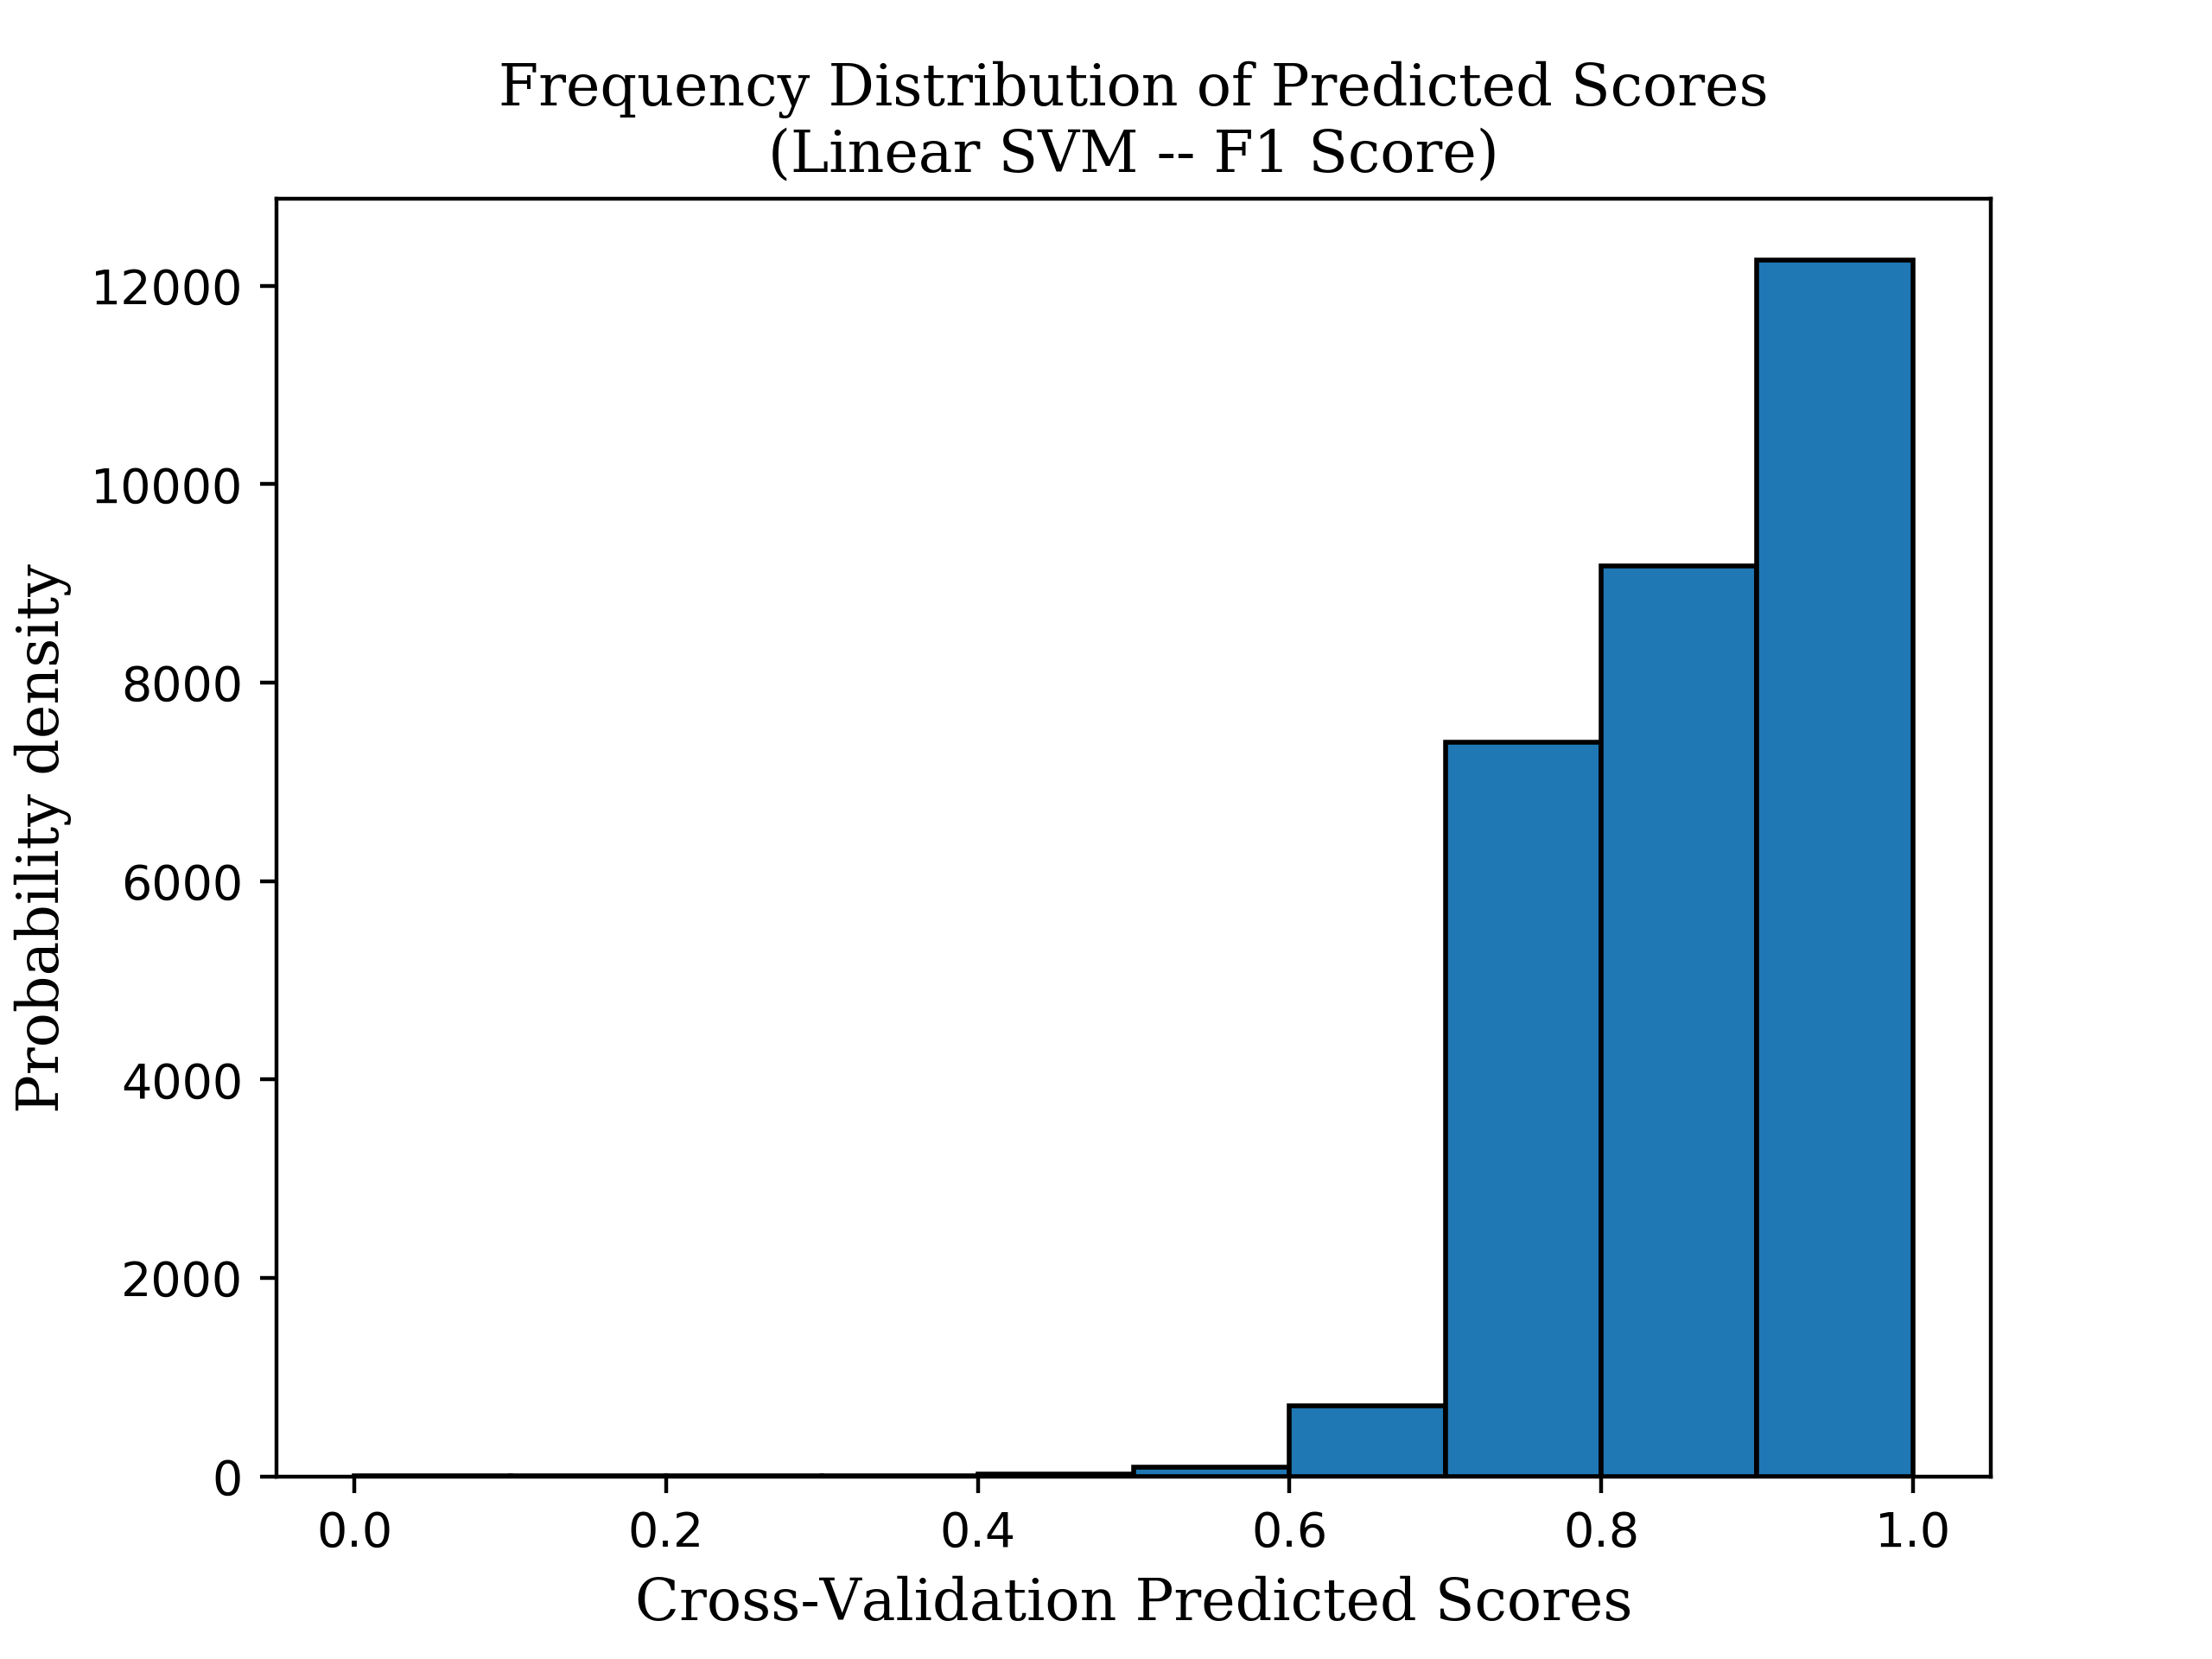 Frequency Distribution of Predicted Scores
(Linear SVM -- F1 Score)
Probability density
12000
10000
8000
6000
4000
2000
0
0.0 0.2 0.4 0.6 0.8 1.0
Cross-Validation Predicted Scores